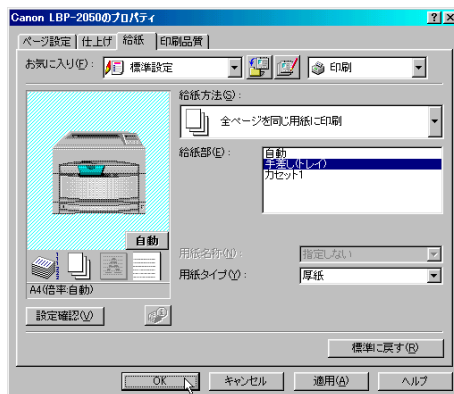 Canon LBP-2050のプロパティ
ページ設定 仕上げ 給紙 印刷品質
お気に入り(F): 標準設定 印刷
給紙方法(S):
全ページを同じ用紙に印刷
給紙部(E): 自動
手差し(トレイ)
カセット1
自動
用紙名称(N): 指定しない
用紙タイプ(Y): 厚紙
A4(倍率:自動)
設定確認(V)
標準に戻す(R)
OK キャンセル 適用(A) ヘルプ